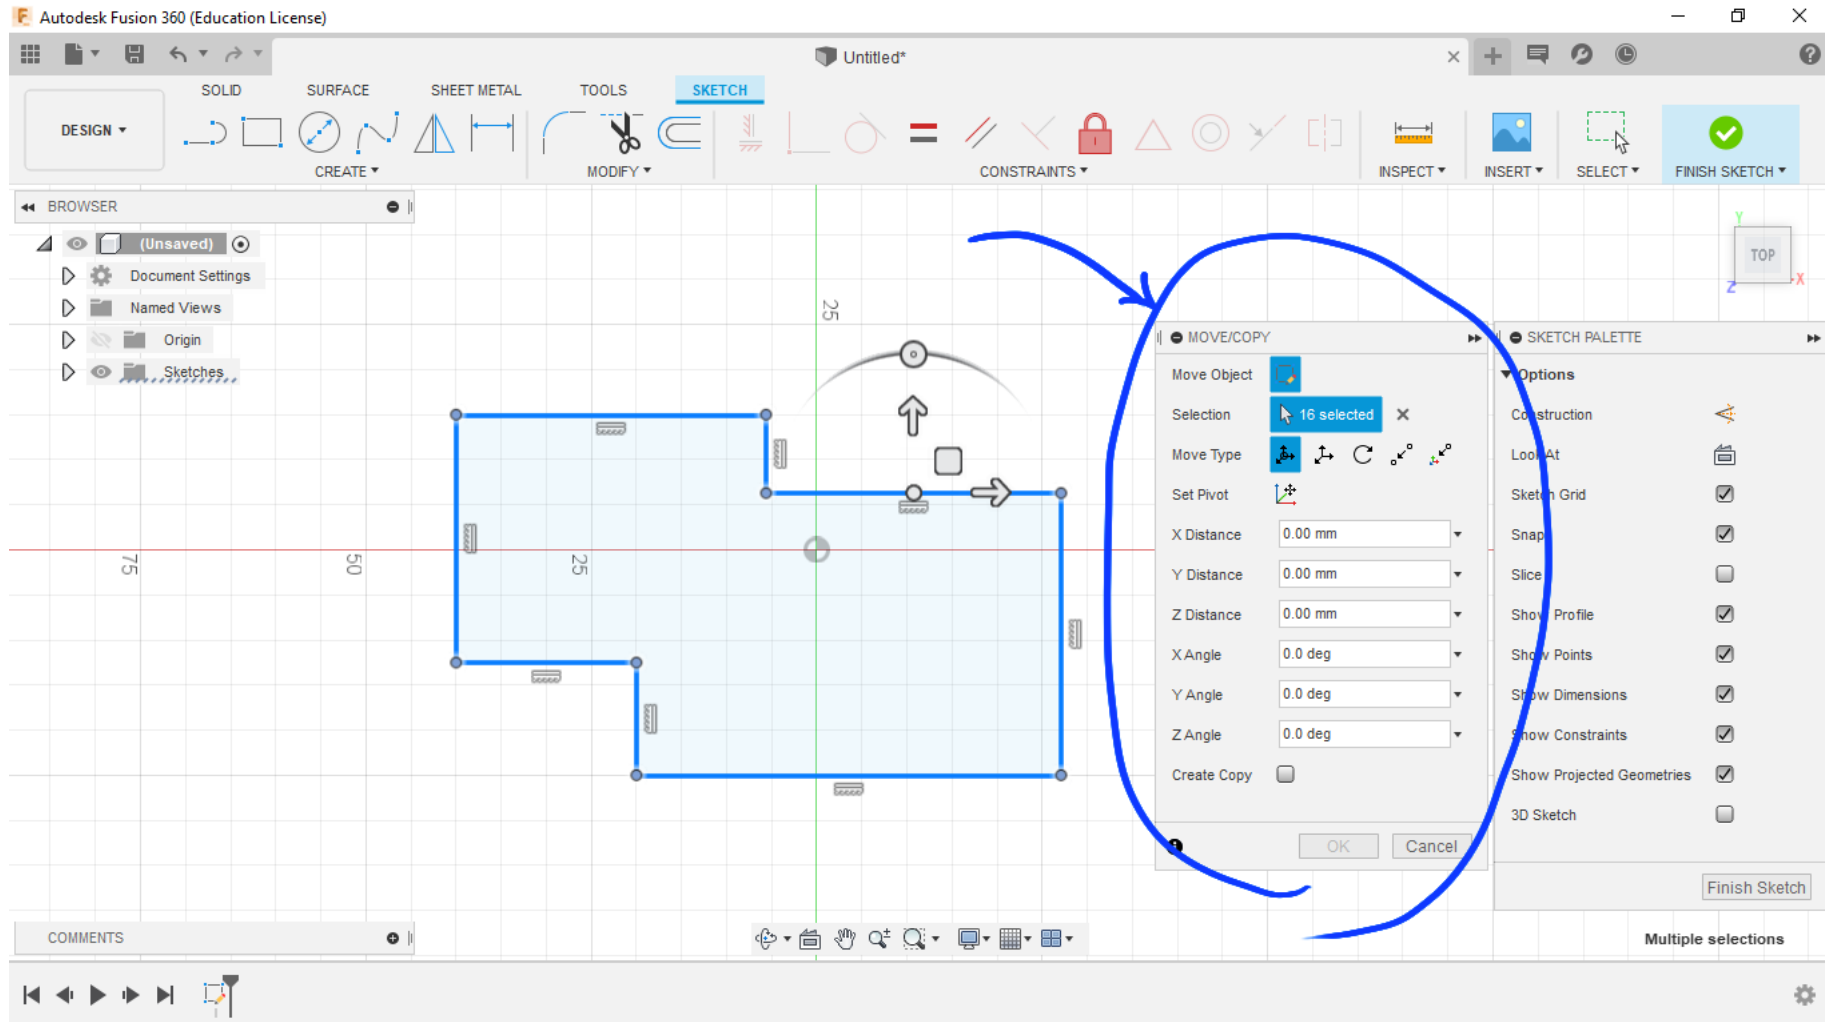 Autodesk Fusion 360 (Education License)
Untitled*
SOLID SURFACE SHEET METAL TOOLS SKETCH
DESIGN
CREATE MODIFY CONSTRAINTS INSPECT INSERT SELECT FINISH SKETCH
BROWSER
(Unsaved)
Document Settings
Named Views
Origin
Sketches
Y
TOP
X
Z
25
75
50
25
MOVE/COPY
Move Object
Selection 16 selected
Move Type
Set Pivot
X Distance 0.00 mm
Y Distance 0.00 mm
Z Distance 0.00 mm
X Angle 0.0 deg
Y Angle 0.0 deg
Z Angle 0.0 deg
Create Copy
OK Cancel
SKETCH PALETTE
Options
Construction
Look At
Sketch Grid
Snap
Slice
Show Profile
Show Points
Show Dimensions
Show Constraints
Show Projected Geometries
3D Sketch
Finish Sketch
COMMENTS
Multiple selections